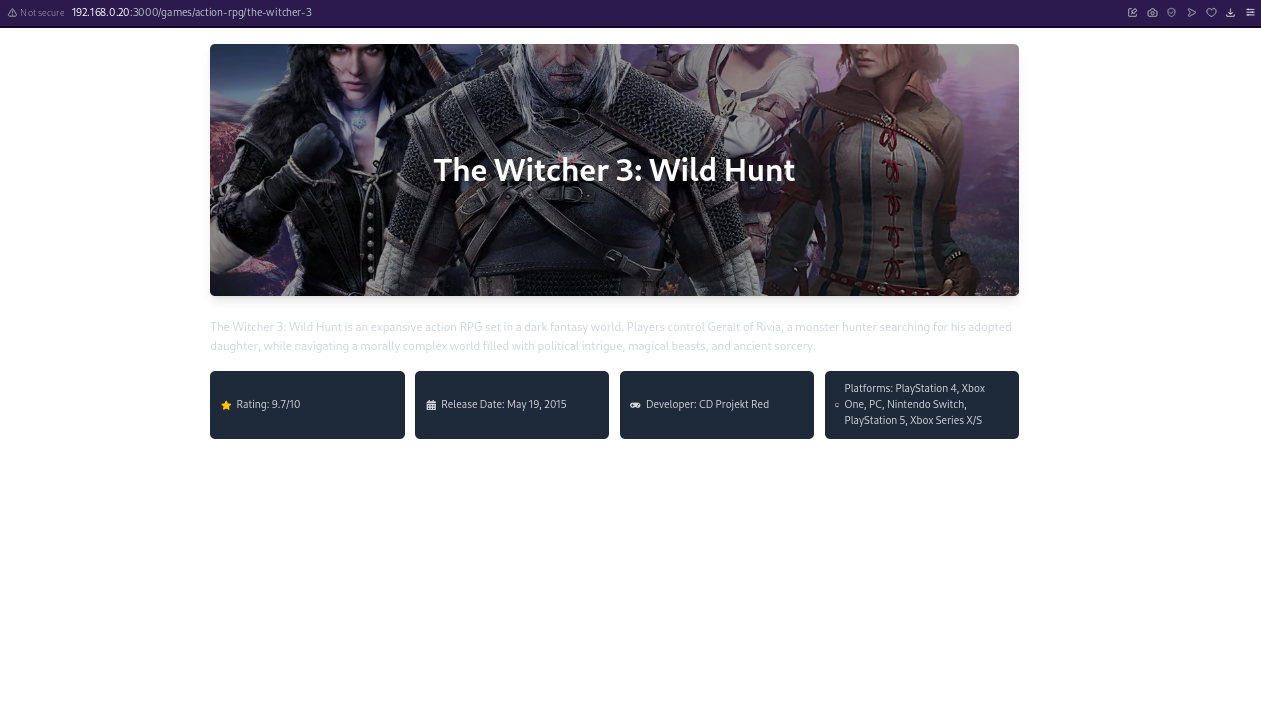 Not secure 192.168.0.20:3000/games/action-rpg/the-witcher-3
The Witcher 3: Wild Hunt
The Witcher 3: Wild Hunt is an expansive action RPG set in a dark fantasy world. Players control Geralt of Rivia, a monster hunter searching for his adopted
daughter, while navigating a morally complex world filled with political intrigue, magical beasts, and ancient sorcery.
Rating: 9.7/10
Release Date: May 19, 2015
Developer: CD Projekt Red
Platforms: PlayStation 4, Xbox
One, PC, Nintendo Switch,
PlayStation 5, Xbox Series X/S